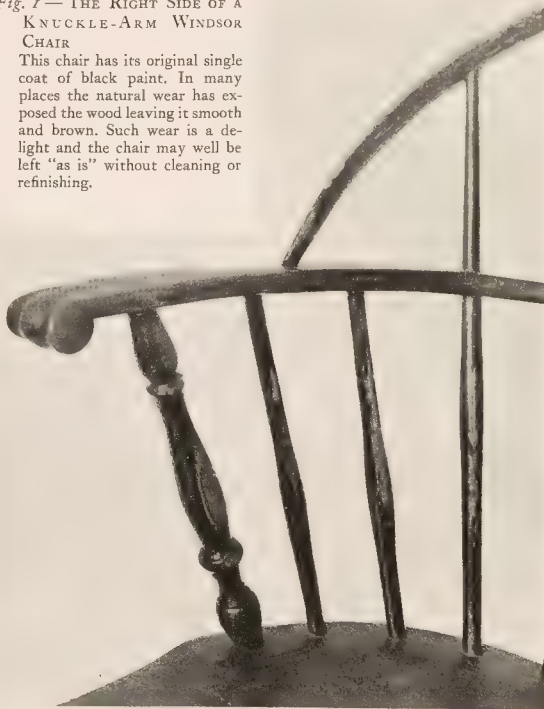 Fig. 1 — THE RIGHT SIDE OF A
KNUCKLE-ARM WINDSOR
CHAIR
This chair has its original single
coat of black paint. In many
places the natural wear has ex-
posed the wood leaving it smooth
and brown. Such wear is a de-
light and the chair may well be
left "as is" without cleaning or
refinishing.